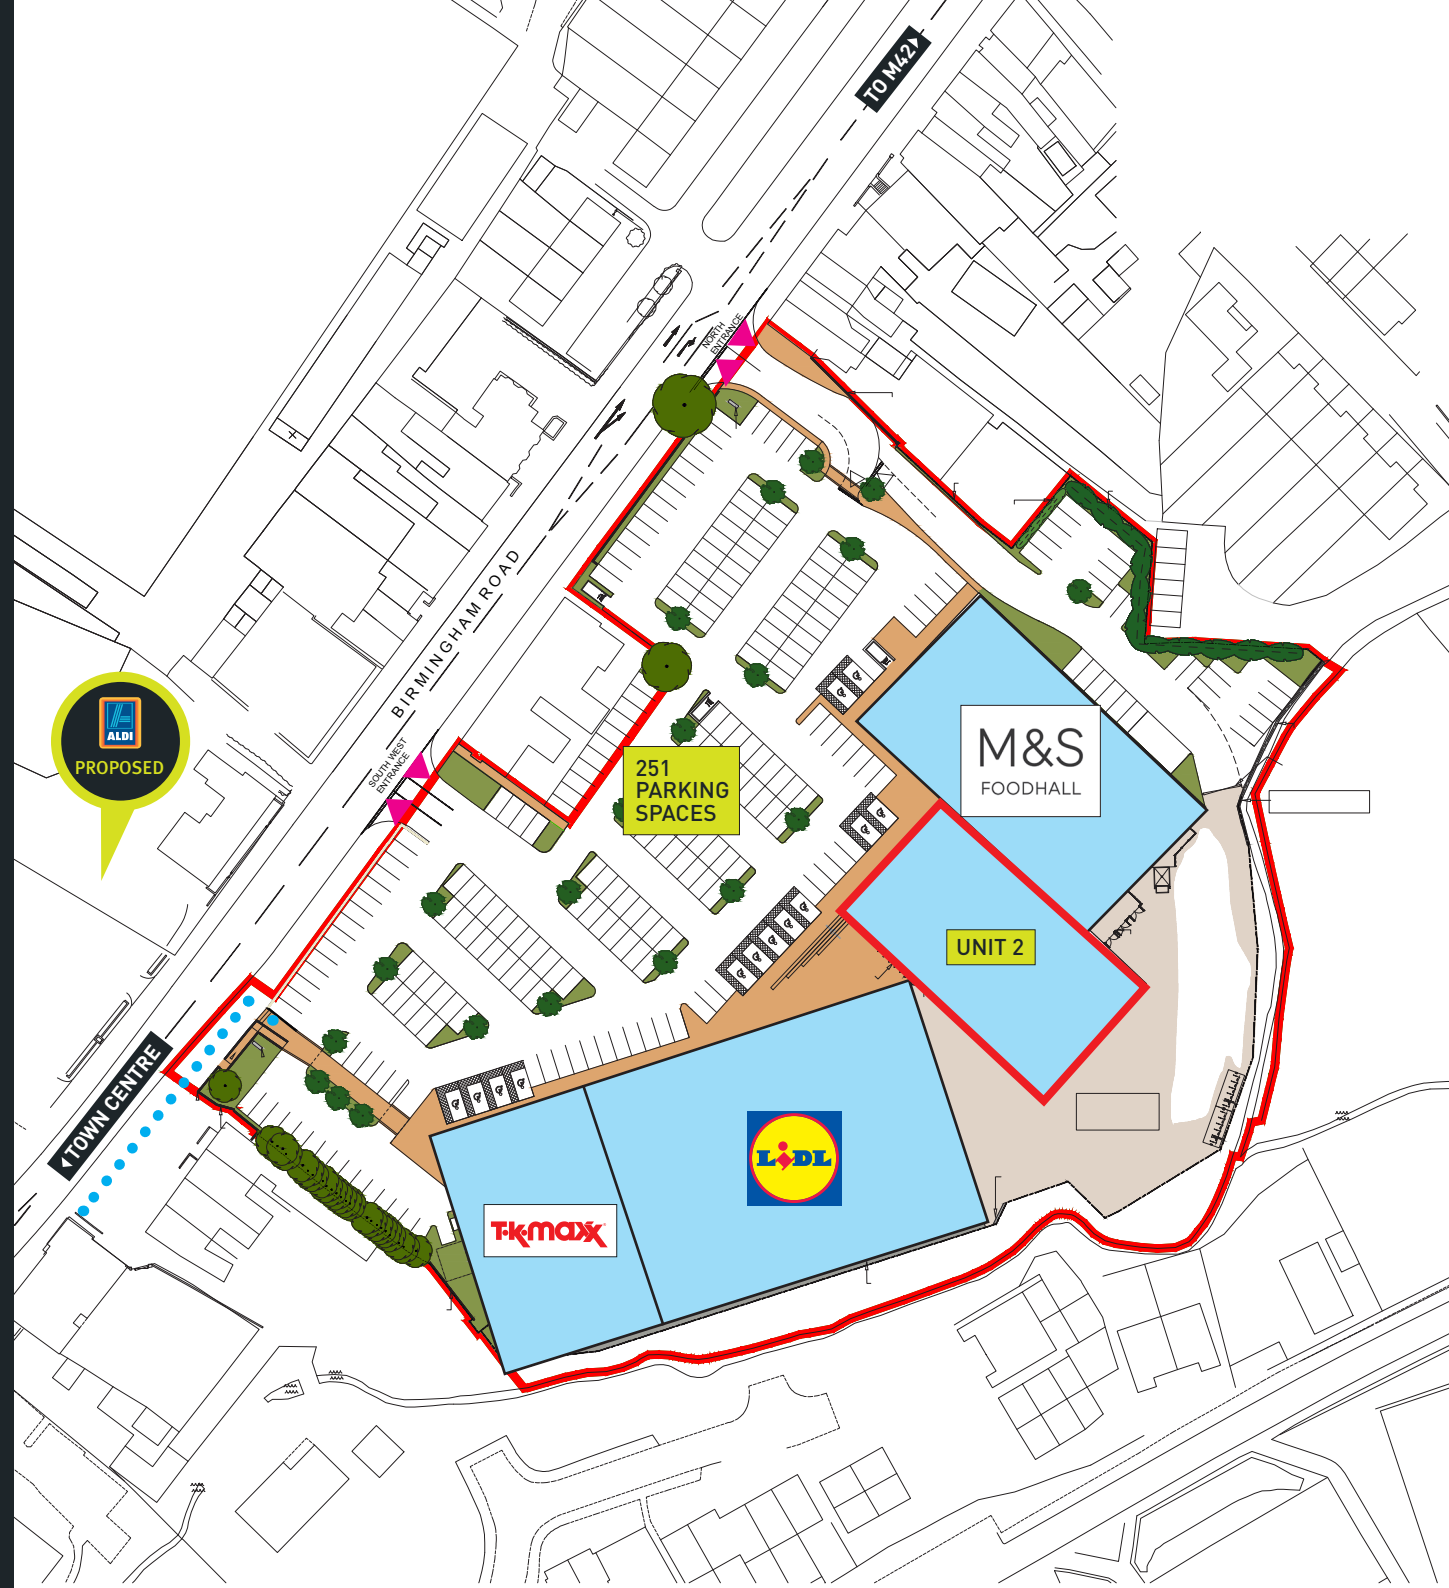 TO M42
NORTH
ENTRANCE
BIRMINGHAM ROAD
ALDI
PROPOSED
SOUTH WEST
ENTRANCE
251
PARKING
SPACES
M&S
FOODHALL
UNIT 2
TOWN CENTRE
LIDL
T·K·maxx